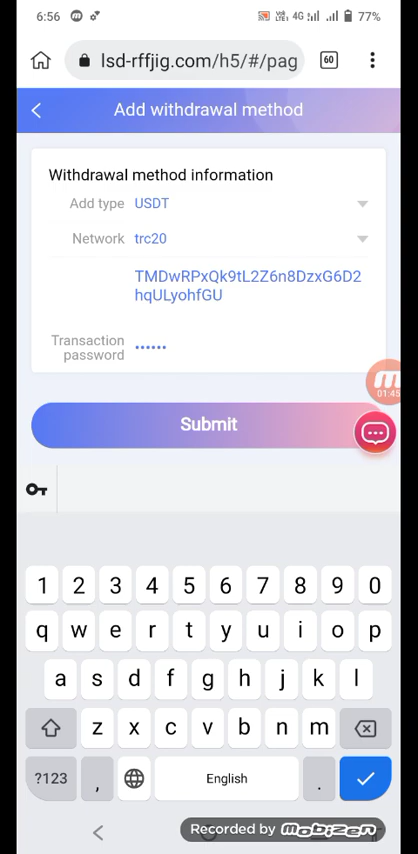 6:56 4G 77%
lsd-rffjig.com/h5/#/pag 60
Add withdrawal method
Withdrawal method information
Add type USDT
Network trc20
TMDwRPxQk9tL2Z6n8DzxG6D2
hqULyohfGU
Transaction
password ••••••
01:45
Submit
1 2 3 4 5 6 7 8 9 0
q w e r t y u i o p
a s d f g h j k l
z x c v b n m
?123 , English .
Recorded by mobizen